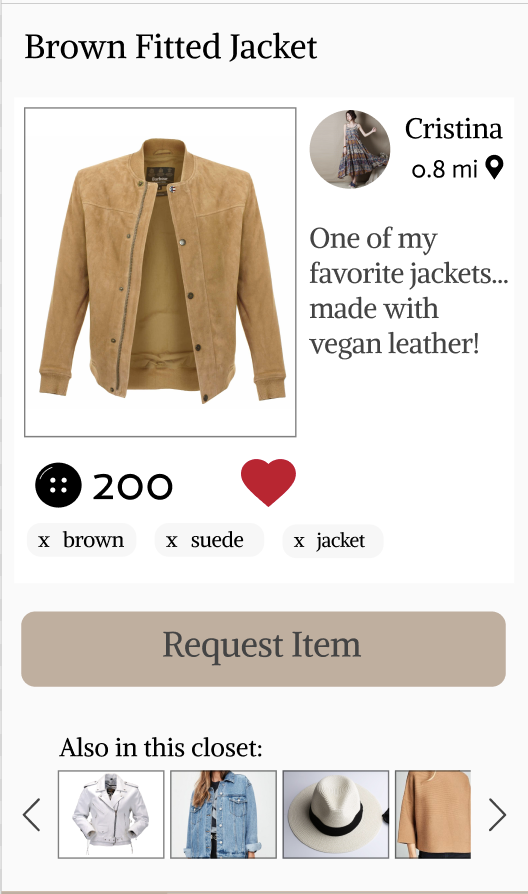 Brown Fitted Jacket
Cristina
0.8 mi
One of my
favorite jackets...
made with
vegan leather!
200
x brown
x suede
x jacket
Request Item
Also in this closet: